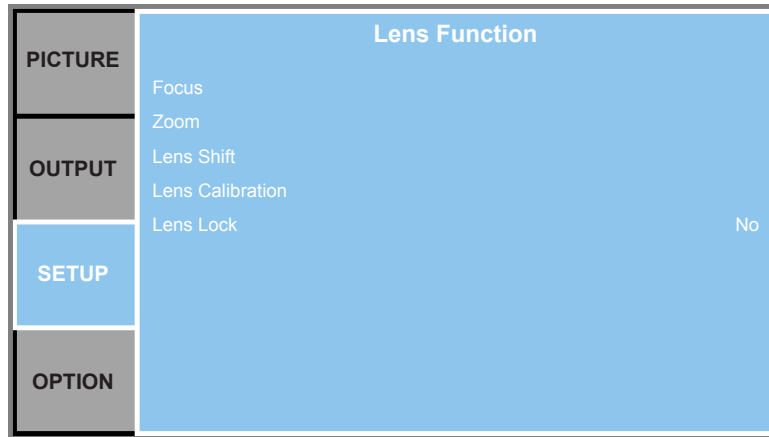 PICTURE
OUTPUT
SETUP
OPTION
Lens Function
Focus
Zoom
Lens Shift
Lens Calibration
Lens Lock No